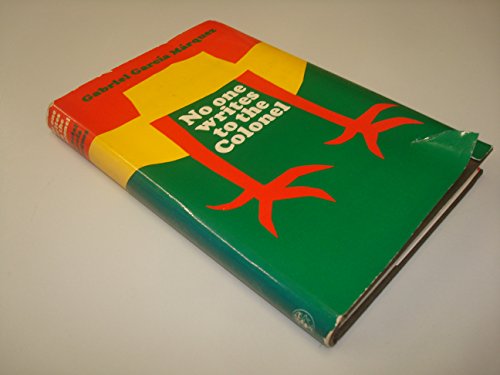 Gabriel García Márquez
No one
writes
to the
Colonel